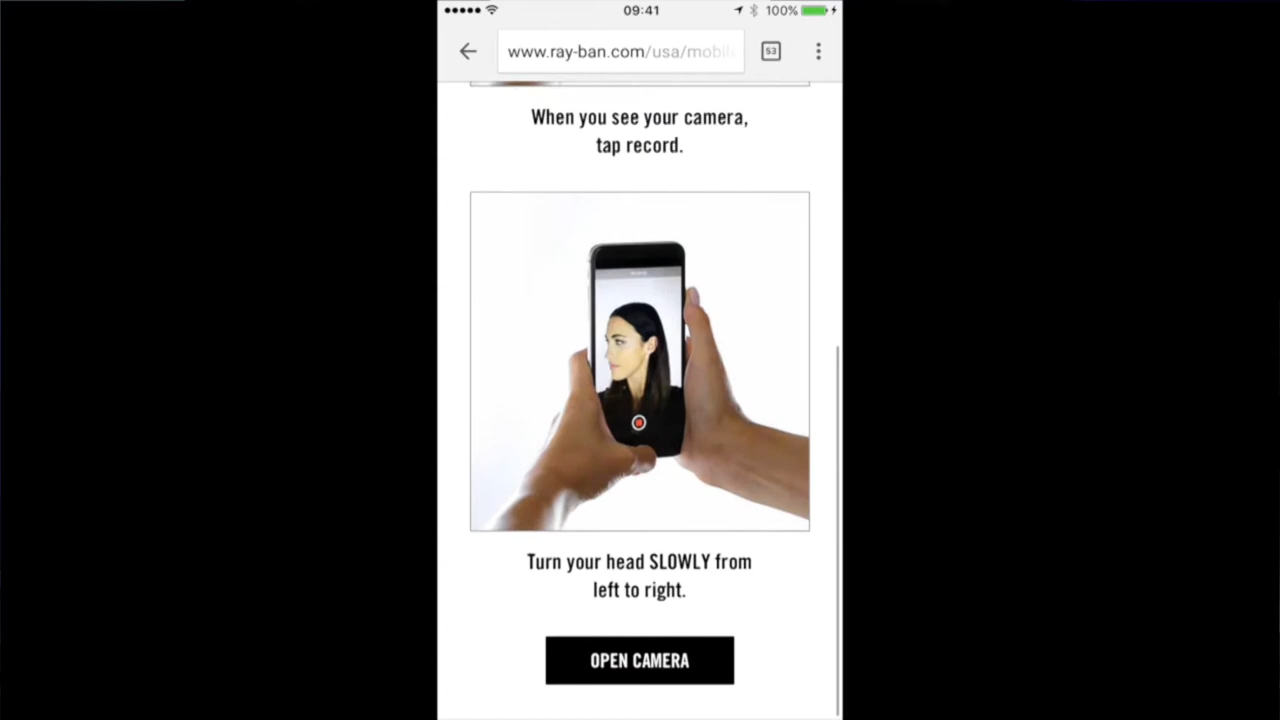 09:41
100%
www.ray-ban.com/usa/mobil
53
When you see your camera,
tap record.
Turn your head SLOWLY from
left to right.
OPEN CAMERA